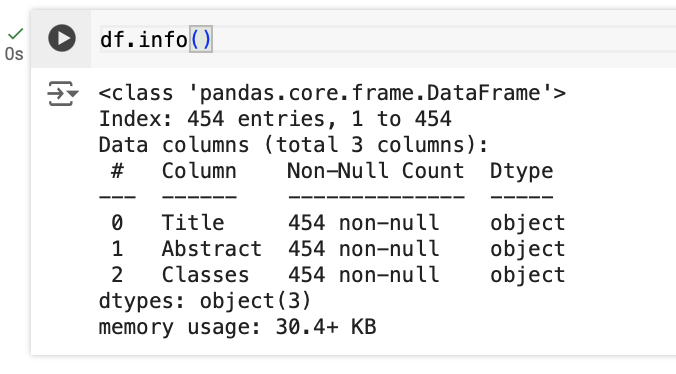 df.info()
0s
<class 'pandas.core.frame.DataFrame'>
Index: 454 entries, 1 to 454
Data columns (total 3 columns):
 #   Column    Non-Null Count  Dtype
---  ------    --------------  -----
 0   Title     454 non-null    object
 1   Abstract  454 non-null    object
 2   Classes   454 non-null    object
dtypes: object(3)
memory usage: 30.4+ KB